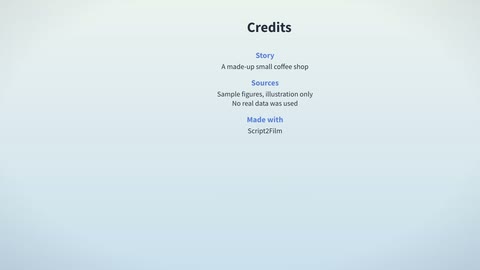 Credits
Story
A made-up small coffee shop
Sources
Sample figures, illustration only
No real data was used
Made with
Script2Film